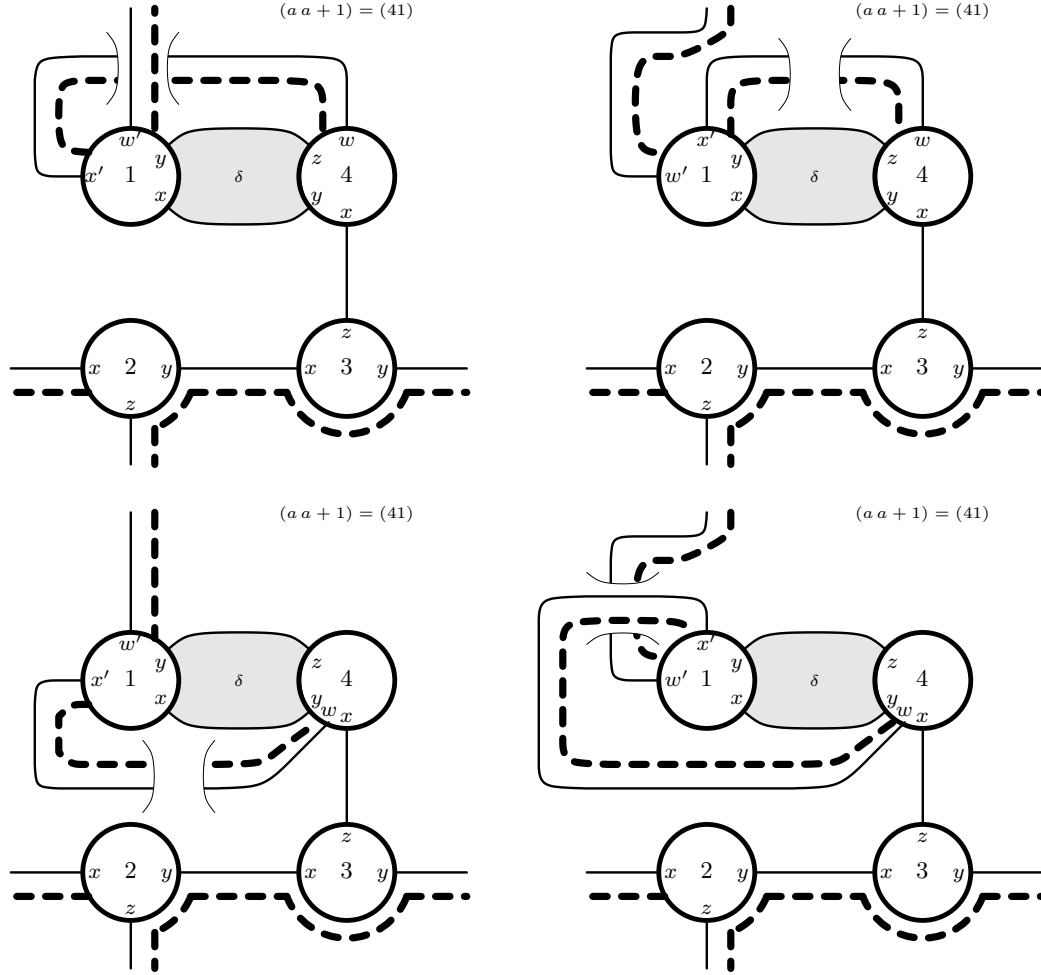 (a a + 1) = (41)
(a a + 1) = (41)
w′
x′ 1 y x
δ
z 4 w y x
x′
w′ 1 y x
δ
z 4 w y x
x 2 y z
z x 3 y
x 2 y z
z x 3 y
(a a + 1) = (41)
(a a + 1) = (41)
w′
x′ 1 y x
δ
z 4 y w x
x′
w′ 1 y x
δ
z 4 y w x
x 2 y z
z x 3 y
x 2 y z
z x 3 y